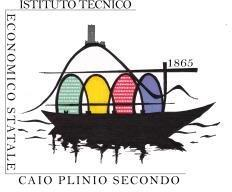 ISTITUTO TECNICO
ECONOMICO STATALE
1865
CAIO PLINIO SECONDO